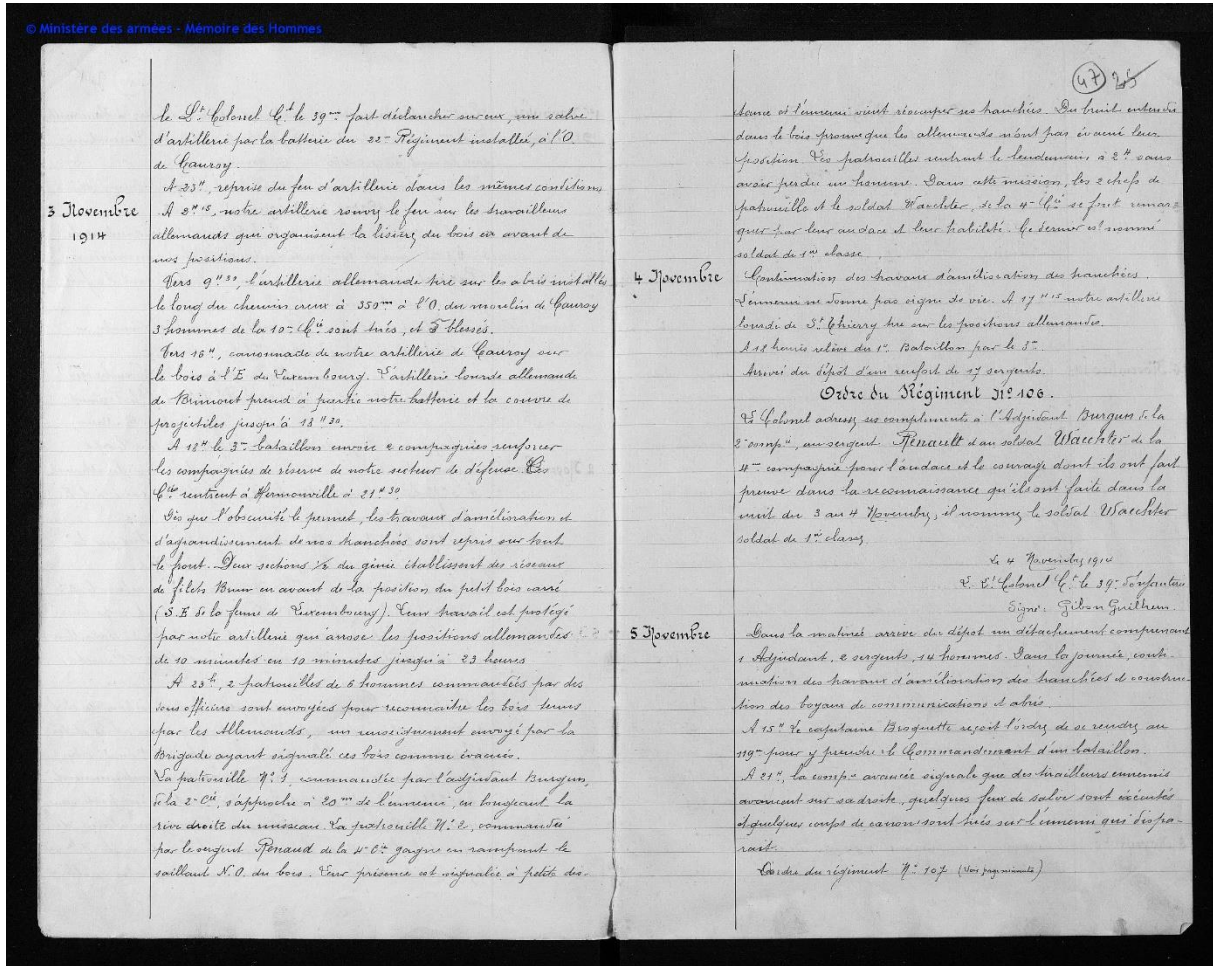 © Ministère des armées - Mémoire des Hommes
le Lt Colonel Ct le 39me fait déclancher sur eux, une salve
d'artillerie par la batterie du 22me Régiment installée, à l'O
de Cauroy.
A 23H, reprise du feu d'artillerie dans les mêmes conditions
3 Novembre
1914
A 2H15, notre artillerie rouvre le feu sur les travailleurs
allemands qui organisent la lisière du bois en avant de
nos positions.
Vers 9H30, l'artillerie allemande tire sur les abris installés
le long du chemin creux à 350m à l'O. du moulin de Cauroy
3 hommes de la 10me Cie sont tués, et 5 blessés.
Vers 16H, canonnade de notre artillerie de Cauroy sur
le bois à l'E de Luxembourg. L'artillerie lourde allemande
de Brimont prend à partie notre batterie et la couvre de
projectiles jusqu'à 13H30.
A 18H le 3me bataillon envoie 2 compagnies renforcer
les compagnies de réserve de notre secteur de défense. Ces
Cies rentrent à Hermonville à 21H30.
Dès que l'obscurité le permet, les travaux d'amélioration et
d'agrandissement de nos tranchées sont repris sur tout
le front. Deux sections 1/2 du génie établissent des réseaux
de filets Brun en avant de la position du petit bois carré
(S.E de la ferme de Luxembourg). Leur travail est protégé
par notre artillerie qui arrose les positions allemandes
de 10 minutes en 10 minutes jusqu'à 23 heures
A 23h, 2 patrouilles de 6 hommes commandées par des
sous officiers sont envoyées pour reconnaître les bois tenus
par les Allemands, un renseignement envoyé par la
Brigade ayant signalé ces bois comme évacués.
La patrouille No 1 commandée par l'adjudant Burgun
de la 2me Cie, s'approche à 20m de l'ennemi, en longeant la
rive droite du ruisseau. La patrouille No 2, commandée
par le sergent Renaud de la 4me Cie gagne en rampant le
saillant N.O. du bois. Leur présence est signalée à petite dis-
47 25
tance et l'ennemi vient réoccuper ses tranchées. Du bruit entendu
dans le bois prouve que les allemands n'ont pas évacué leur
position. Les patrouilles rentrent le lendemain à 2H sans
avoir perdu un homme. Dans cette mission, les 2 chefs de
patrouille et le soldat Waechter, de la 4me Cie se font remar-
quer par leur audace et leur habilité. Ce dernier est nommé
soldat de 1re classe.
4 Novembre
Continuation des travaux d'amélioration des tranchées.
L'ennemi ne donne pas signe de vie. A 17H15 notre artillerie
lourde de St Thierry tire sur les positions allemandes.
A 18 heures relève du 1er Bataillon par le 3me
Arrivée du dépôt d'un renfort de 17 sergents.
Ordre du Régiment No 106.
Le Colonel adresse ses compliments à l'Adjudant Burgun de la
2me compie, au sergent Renault et au soldat Waechter de la
4me compagnie pour l'audace et le courage dont ils ont fait
preuve dans la reconnaissance qu'ils ont faite dans la
nuit du 3 au 4 Novembre, il nomme le soldat Waechter
soldat de 1re classe
Le 4 Novembre 1914
Le Lt Colonel Ct le 39me d'Infanterie
Signé: Gibon Guilhem.
5 Novembre
Dans la matinée arrive du dépôt un détachement comprenant
1 Adjudant, 2 sergents, 14 hommes. Dans la journée, conti-
nuation des travaux d'amélioration des tranchées et construc-
tion des boyaux de communications et abris.
A 15H le capitaine Broquette reçoit l'ordre de se rendre au
119me pour y prendre le Commandement d'un bataillon.
A 21H, la compie avancée signale que des tirailleurs ennemis
avancent sur sa droite, quelques feux de salve sont exécutés
et quelques coups de canon sont tirés sur l'ennemi qui dispa-
rait.
Ordre du régiment No 107 (Voir page suivante)